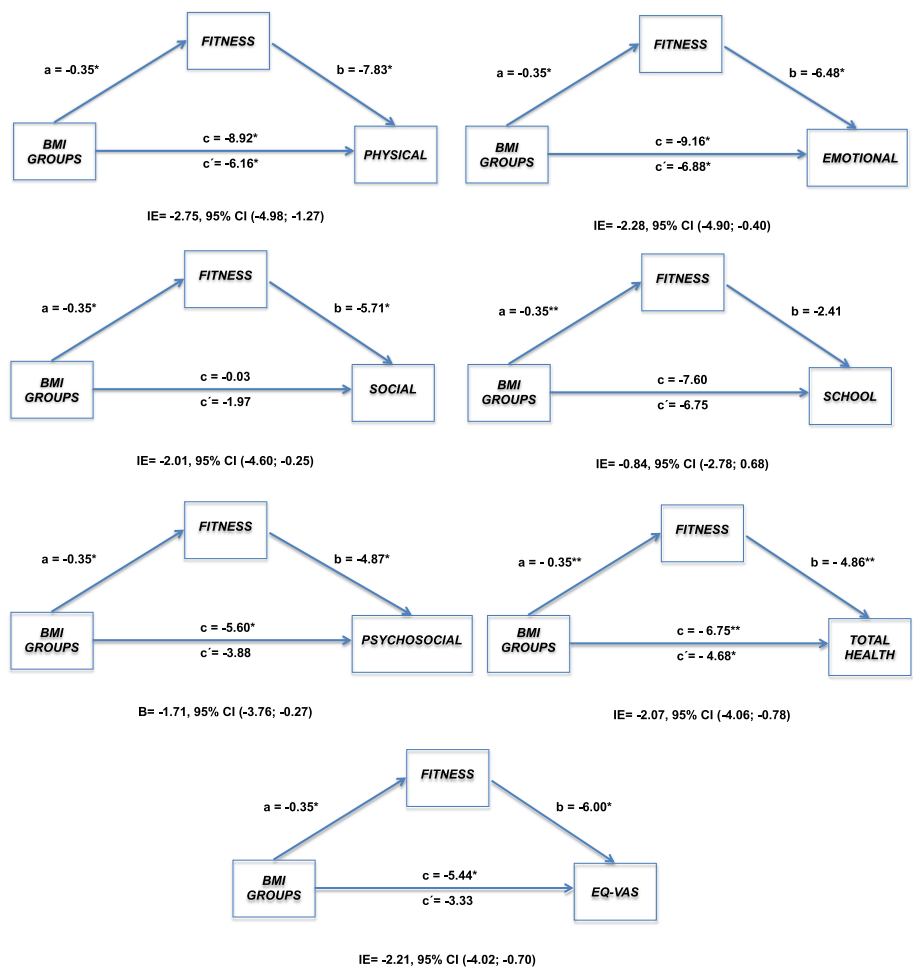 FITNESS
a = -0.35*
b = -7.83*
BMI
GROUPS
c = -8.92*
c´= -6.16*
PHYSICAL
IE= -2.75, 95% CI (-4.98; -1.27)
FITNESS
a = -0.35*
b = -6.48*
BMI
GROUPS
c = -9.16*
c´= -6.88*
EMOTIONAL
IE= -2.28, 95% CI (-4.90; -0.40)
FITNESS
a = -0.35*
b = -5.71*
BMI
GROUPS
c = -0.03
c´= -1.97
SOCIAL
IE= -2.01, 95% CI (-4.60; -0.25)
FITNESS
a = -0.35**
b = -2.41
BMI
GROUPS
c = -7.60
c´= -6.75
SCHOOL
IE= -0.84, 95% CI (-2.78; 0.68)
FITNESS
a = -0.35*
b = -4.87*
BMI
GROUPS
c = -5.60*
c´= -3.88
PSYCHOSOCIAL
B= -1.71, 95% CI (-3.76; -0.27)
FITNESS
a = - 0.35**
b = - 4.86**
BMI
GROUPS
c = - 6.75**
c´= - 4.68*
TOTAL
HEALTH
IE= -2.07, 95% CI (-4.06; -0.78)
FITNESS
a = -0.35*
b = -6.00*
BMI
GROUPS
c = -5.44*
c´= -3.33
EQ-VAS
IE= -2.21, 95% CI (-4.02; -0.70)